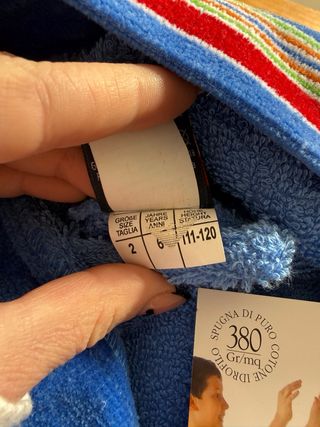 GRÖßE JAHRE HÖHE
SIZE YEARS HEIGHT
TAGLIA ANNI STATURA
2 6 111-120
SPUGNA DI PURO COTONE IDROFILO
380
Gr/mq